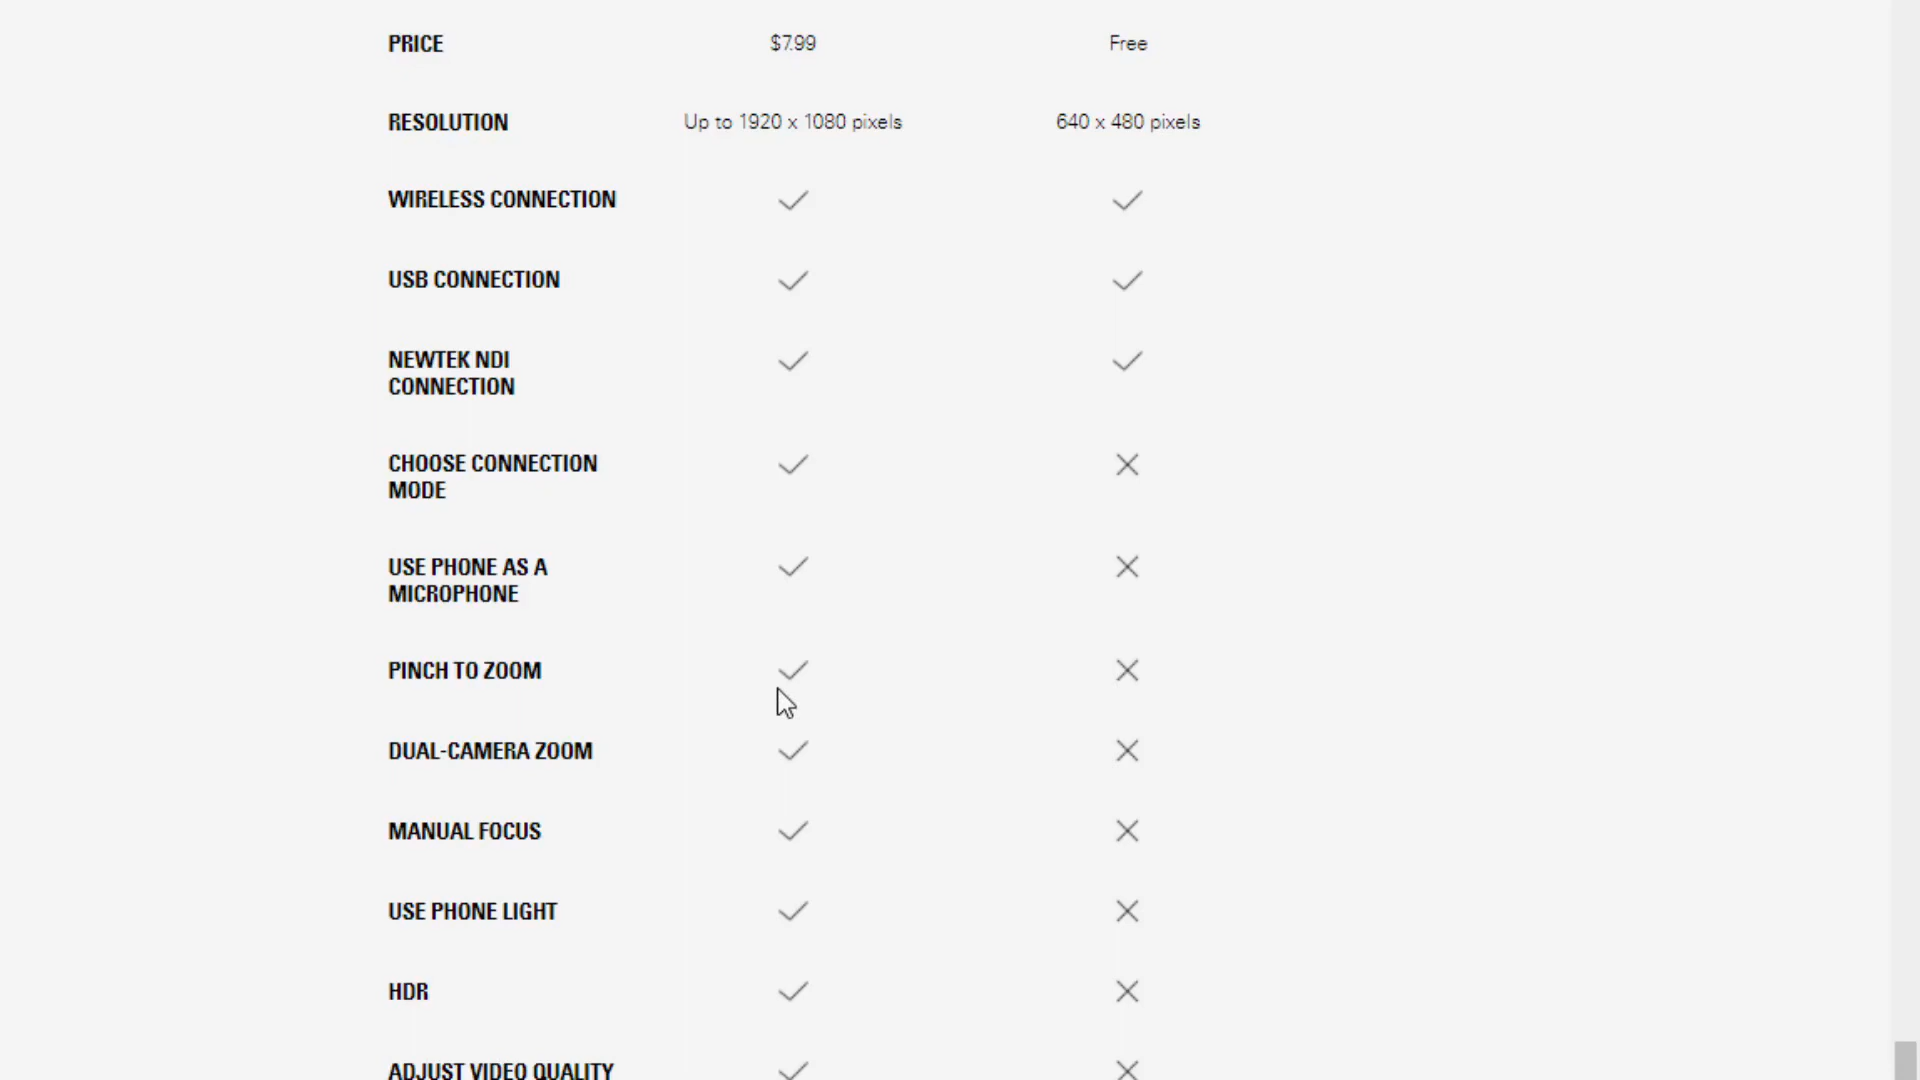 PRICE $7.99 Free
RESOLUTION Up to 1920 x 1080 pixels 640 x 480 pixels
WIRELESS CONNECTION
USB CONNECTION
NEWTEK NDI
CONNECTION
CHOOSE CONNECTION
MODE
USE PHONE AS A
MICROPHONE
PINCH TO ZOOM
DUAL-CAMERA ZOOM
MANUAL FOCUS
USE PHONE LIGHT
HDR
ADJUST VIDEO QUALITY